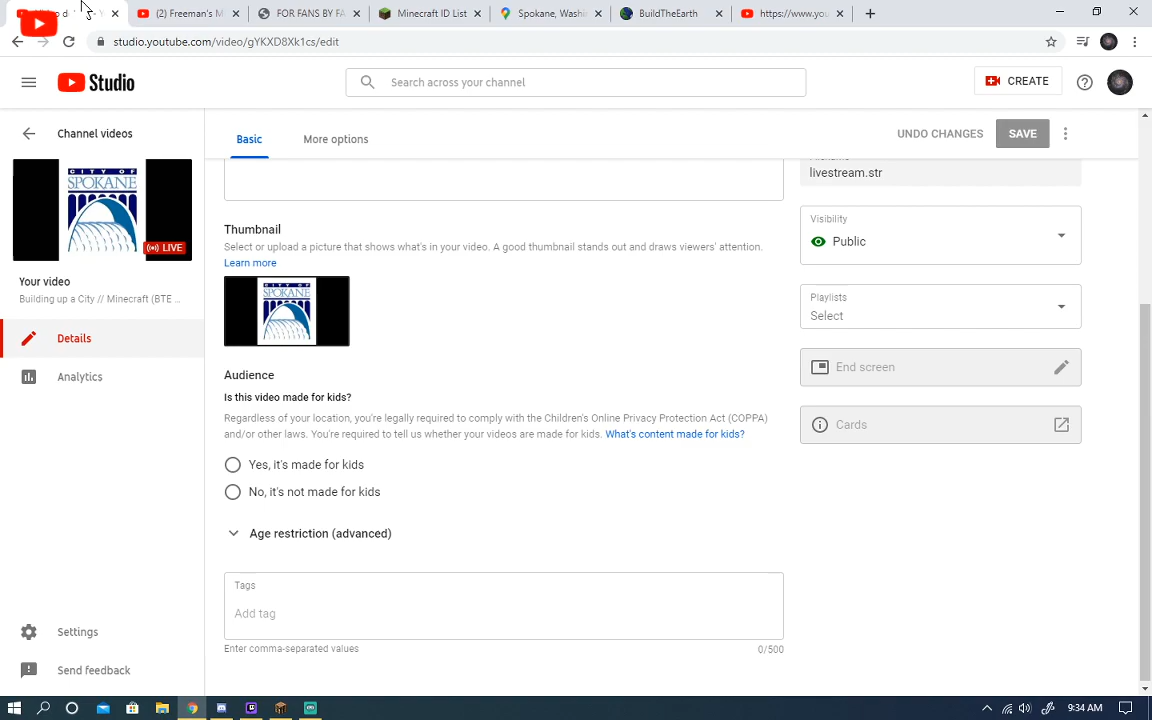 (2) Freeman's M
FOR FANS BY FA
Minecraft ID List
Spokane, Washi
BuildTheEarth
https://www.you
studio.youtube.com/video/gYKXD8Xk1cs/edit
Studio
Search across your channel
CREATE
Channel videos
Basic
More options
UNDO CHANGES
SAVE
CITY OF
SPOKANE
LIVE
Your video
Building up a City // Minecraft (BTE ...
Details
Analytics
Settings
Send feedback
Thumbnail
Select or upload a picture that shows what's in your video. A good thumbnail stands out and draws viewers' attention.
Learn more
CITY OF
SPOKANE
Audience
Is this video made for kids?
Regardless of your location, you're legally required to comply with the Children's Online Privacy Protection Act (COPPA)
and/or other laws. You're required to tell us whether your videos are made for kids. What's content made for kids?
Yes, it's made for kids
No, it's not made for kids
Age restriction (advanced)
Tags
Add tag
Enter comma-separated values
0/500
Filename
livestream.str
Visibility
Public
Playlists
Select
End screen
Cards
9:34 AM